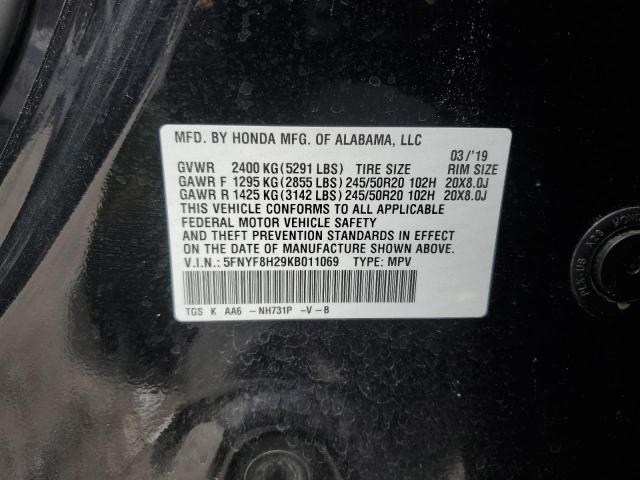 MFD. BY HONDA MFG. OF ALABAMA, LLC
03/'19
GVWR 2400 KG(5291 LBS) TIRE SIZE RIM SIZE
GAWR F 1295 KG(2855 LBS)245/50R20 102H 20X8.0J
GAWR R 1425 KG(3142 LBS)245/50R20 102H 20X8.0J
THIS VEHICLE CONFORMS TO ALL APPLICABLE
FEDERAL MOTOR VEHICLE SAFETY
AND THEFT PREVENTION STANDARDS IN EFFECT
ON THE DATE OF MANUFACTURE SHOWN ABOVE.
V.I.N.: 5FNYF8H29KB011069 TYPE: MPV
TGS K AA6 -NH731P -V-B